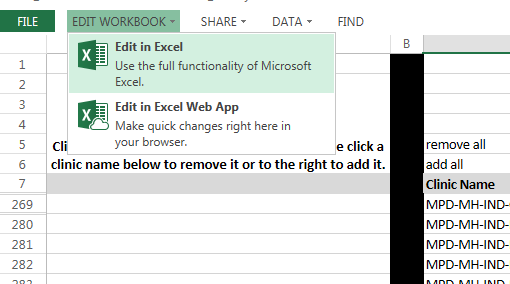 FILE EDIT WORKBOOK SHARE DATA FIND
B
Edit in Excel
Use the full functionality of Microsoft
Excel.
Edit in Excel Web App
Make quick changes right here in
your browser.
1
2
3
4
5 click a remove all
6 clinic name below to remove it or to the right to add it. add all
7 Clinic Name
269 MPD-MH-IND-
280 MPD-MH-IND-
281 MPD-MH-IND-
282 MPD-MH-IND-